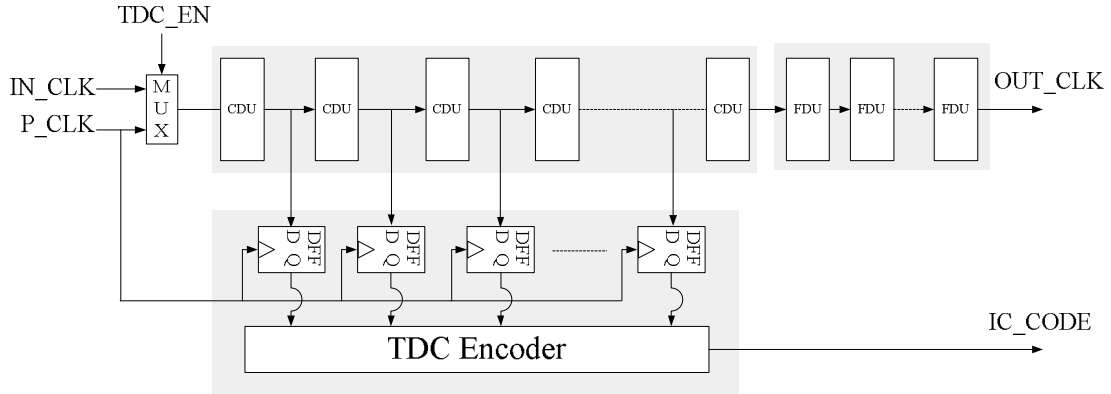 TDC_EN
IN_CLK
P_CLK
MUX
CDU
CDU
CDU
CDU
CDU
FDU
FDU
FDU
OUT_CLK
D Q DFF
D Q DFF
D Q DFF
D Q DFF
TDC Encoder
IC_CODE